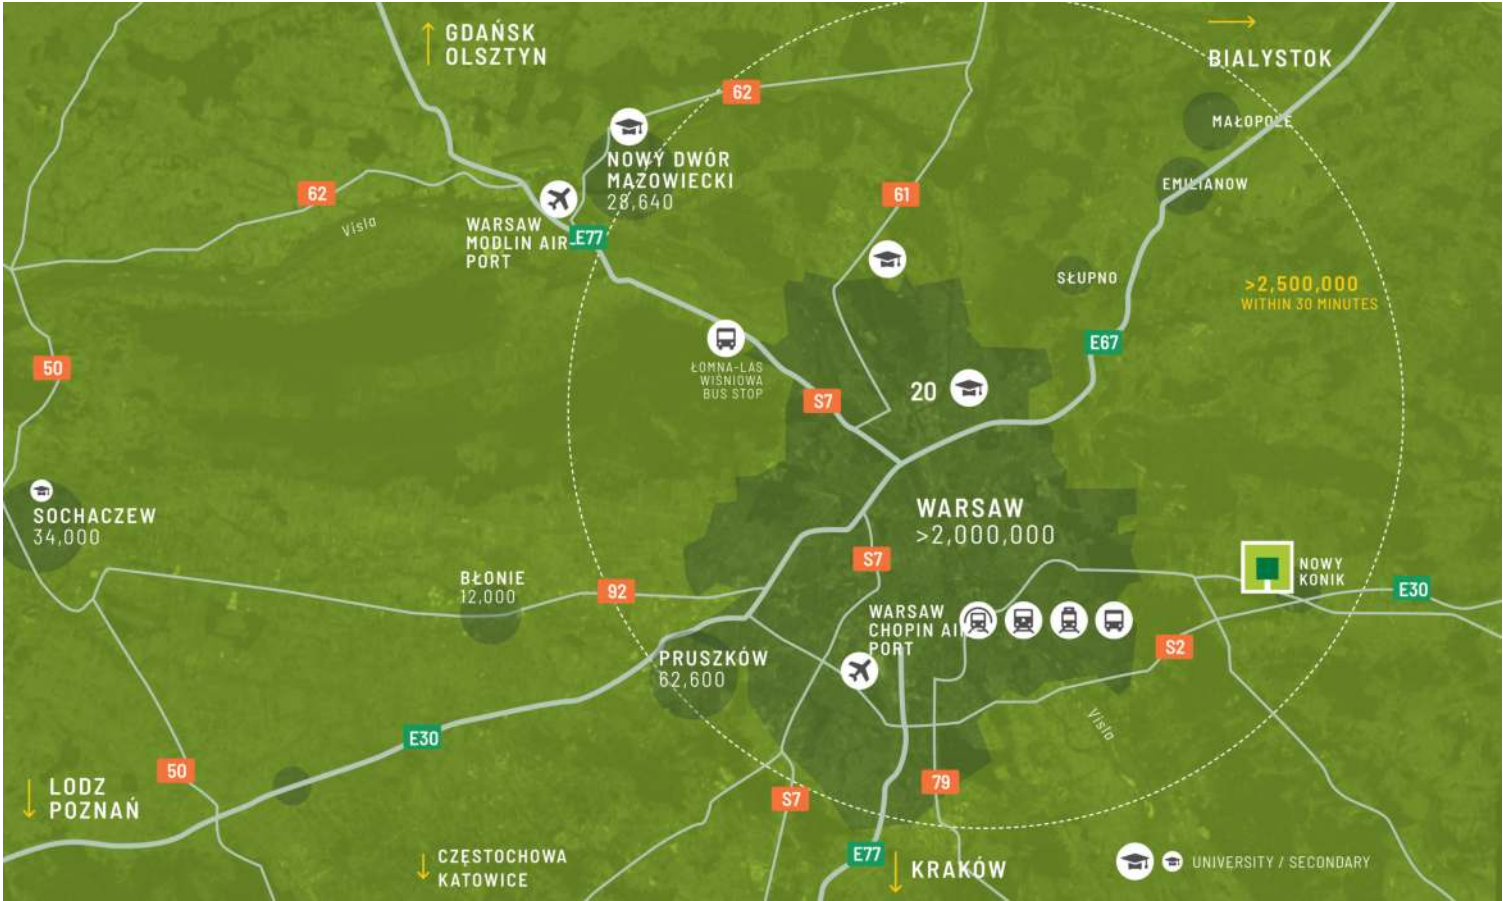 GDAŃSK
OLSZTYN
BIALYSTOK
62
MAŁOPOLE
NOWY DWÓR
MAZOWIECKI
28,640
62
61
EMILIANOW
Visla
WARSAW
MODLIN AIR
PORT
E77
SŁUPNO
>2,500,000
WITHIN 30 MINUTES
E67
50
ŁOMNA-LAS
WIŚNIOWA
BUS STOP
S7
20
SOCHACZEW
34,000
WARSAW
>2,000,000
S7
NOWY
KONIK
BŁONIE
12,000
92
E30
WARSAW
CHOPIN AIR
PORT
S2
PRUSZKÓW
62,600
Visla
E30
50
79
LODZ
POZNAŃ
S7
E77
CZĘSTOCHOWA
KATOWICE
KRAKÓW
UNIVERSITY / SECONDARY